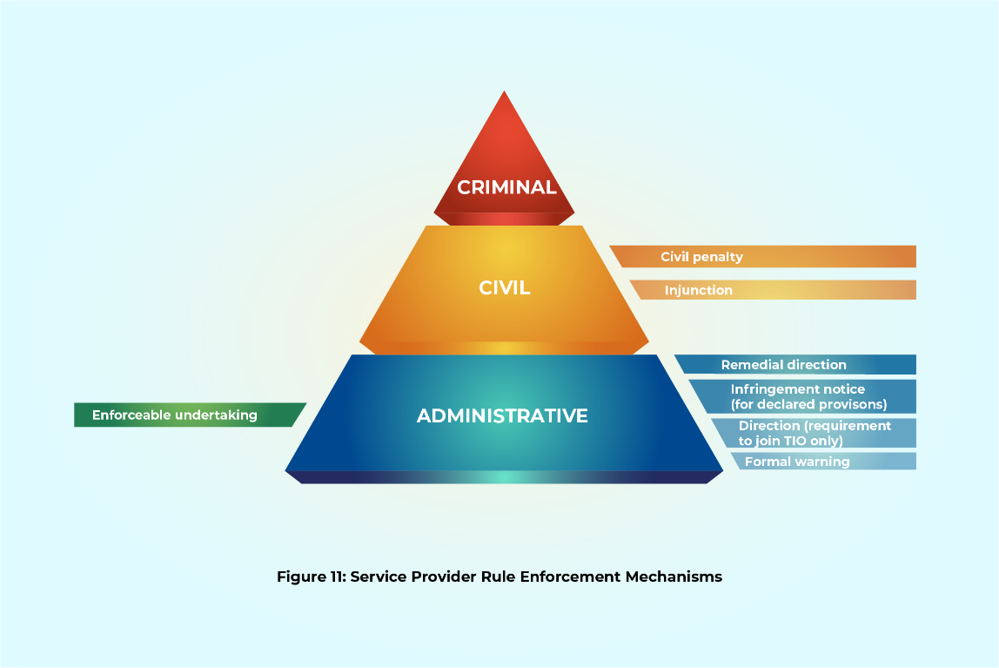 CRIMINAL
CIVIL
Civil penalty
Injunction
ADMINISTRATIVE
Enforceable undertaking
Remedial direction
Infringement notice
(for declared provisons)
Direction (requirement
to join TIO only)
Formal warning
Figure 11: Service Provider Rule Enforcement Mechanisms